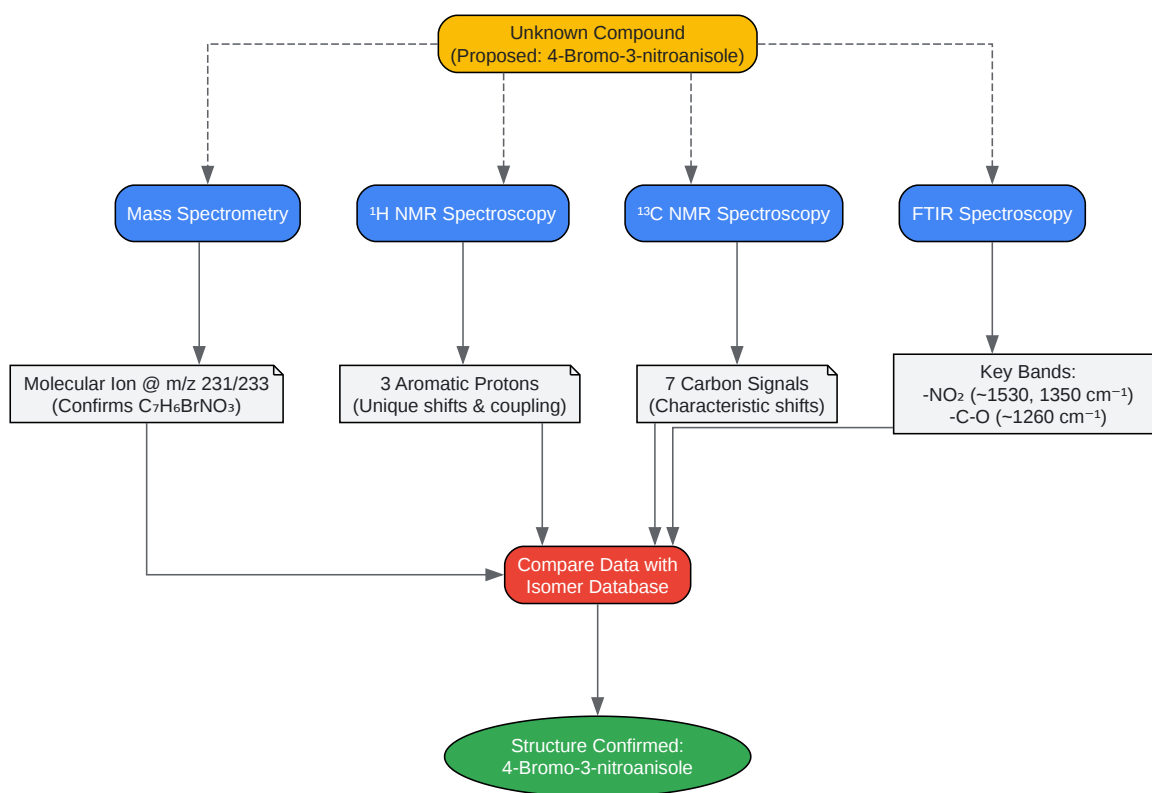 Unknown Compound
(Proposed: 4-Bromo-3-nitroanisole)
Mass Spectrometry
¹H NMR Spectroscopy
¹³C NMR Spectroscopy
FTIR Spectroscopy
Molecular Ion @ m/z 231/233
(Confirms C₇H₆BrNO₃)
3 Aromatic Protons
(Unique shifts & coupling)
7 Carbon Signals
(Characteristic shifts)
Key Bands:
-NO₂ (~1530, 1350 cm⁻¹)
-C-O (~1260 cm⁻¹)
Compare Data with
Isomer Database
Structure Confirmed:
4-Bromo-3-nitroanisole